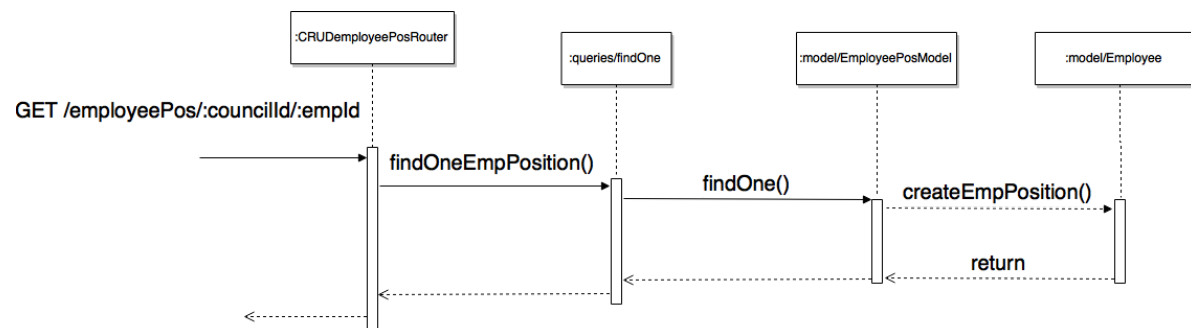 :CRUDemployeePosRouter
:queries/findOne
:model/EmployeePosModel
:model/Employee
GET /employeePos/:councilId/:empId
findOneEmpPosition()
findOne()
createEmpPosition()
return